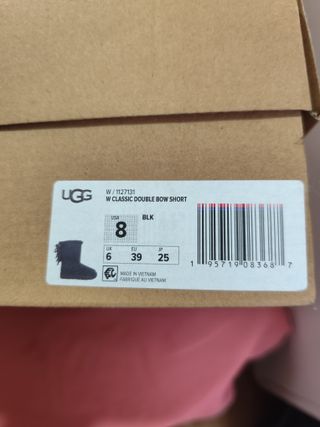 UGG
W / 1127131
W CLASSIC DOUBLE BOW SHORT
USA
8
BLK
UK
6
EU
39
JP
25
1 95719 08368 7
MADE IN VIETNAM
FABRIQUÉ AU VIETNAM